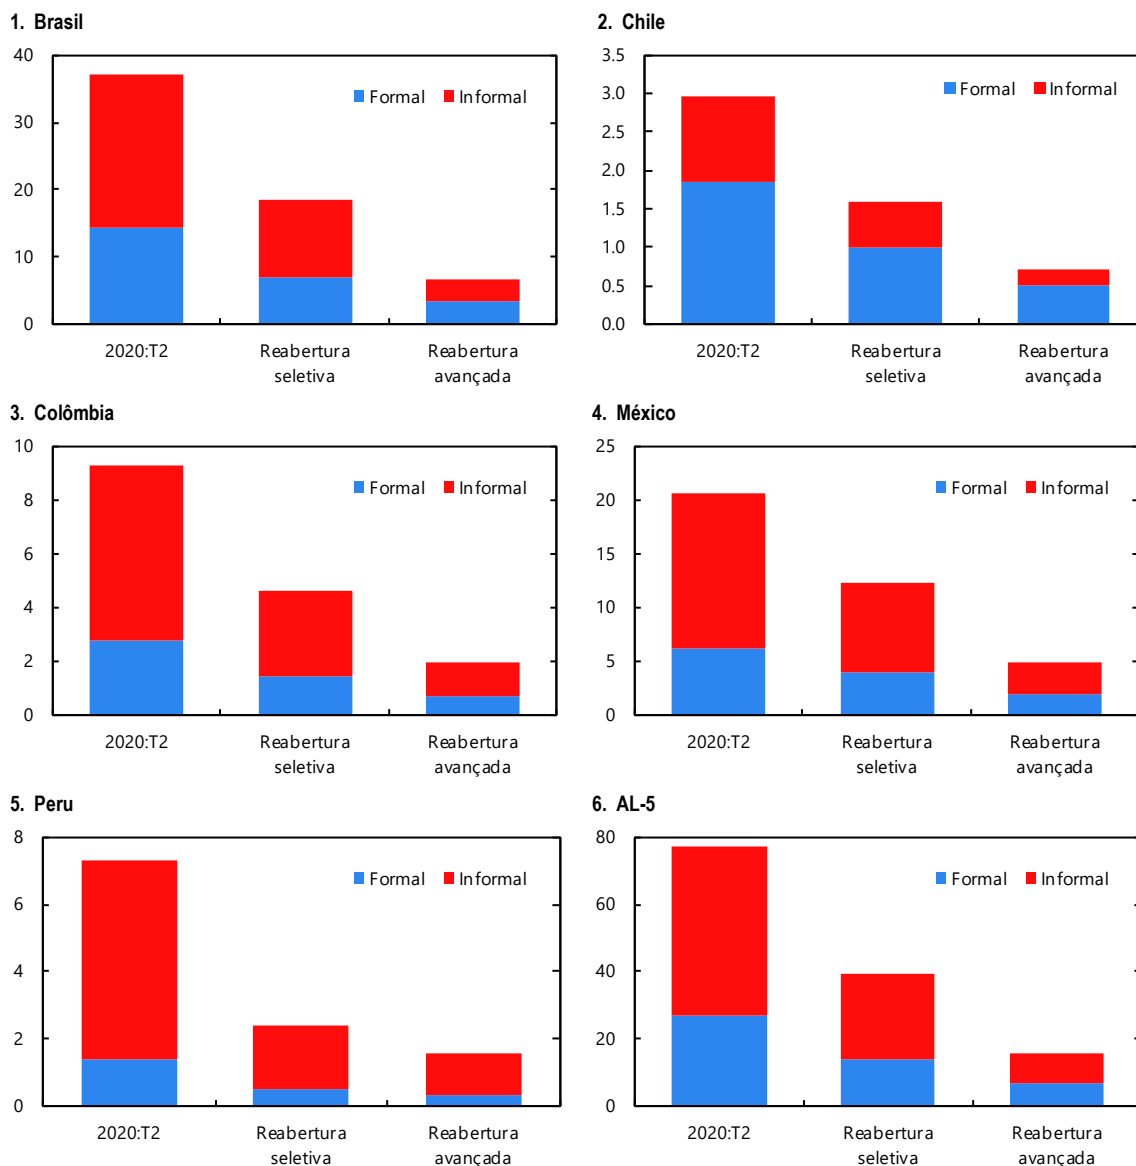 1. Brasil
40
30
20
10
0
Formal Informal
2020:T2 Reabertura seletiva Reabertura avançada
2. Chile
3.5
3.0
2.5
2.0
1.5
1.0
0.5
0.0
Formal Informal
2020:T2 Reabertura seletiva Reabertura avançada
3. Colômbia
10
8
6
4
2
0
Formal Informal
2020:T2 Reabertura seletiva Reabertura avançada
4. México
25
20
15
10
5
0
Formal Informal
2020:T2 Reabertura seletiva Reabertura avançada
5. Peru
8
6
4
2
0
Formal Informal
2020:T2 Reabertura seletiva Reabertura avançada
6. AL-5
80
60
40
20
0
Formal Informal
2020:T2 Reabertura seletiva Reabertura avançada